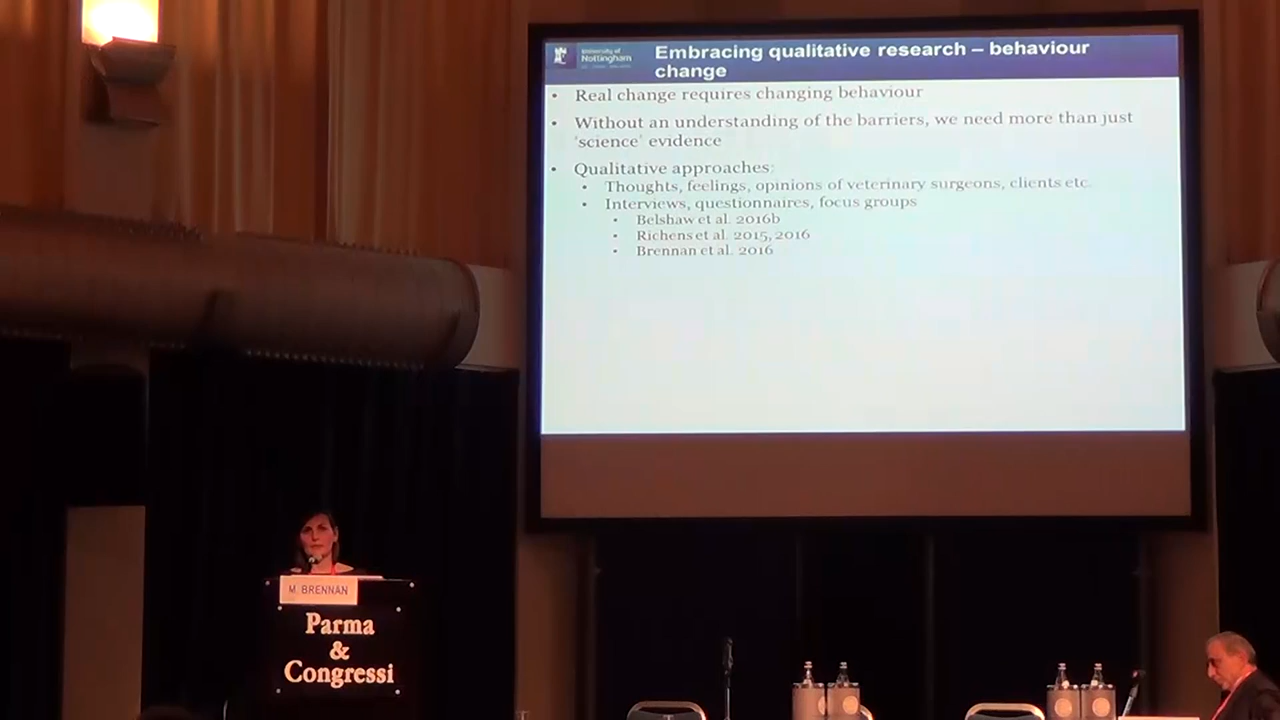 University of
Nottingham
Embracing qualitative research – behaviour
change
• Real change requires changing behaviour
• Without an understanding of the barriers, we need more than just
'science' evidence
• Qualitative approaches:
• Thoughts, feelings, opinions of veterinary surgeons, clients etc.
• Interviews, questionnaires, focus groups
• Belshaw et al. 2016b
• Richens et al. 2015, 2016
• Brennan et al. 2016
M. BRENNAN
Parma
&
Congressi